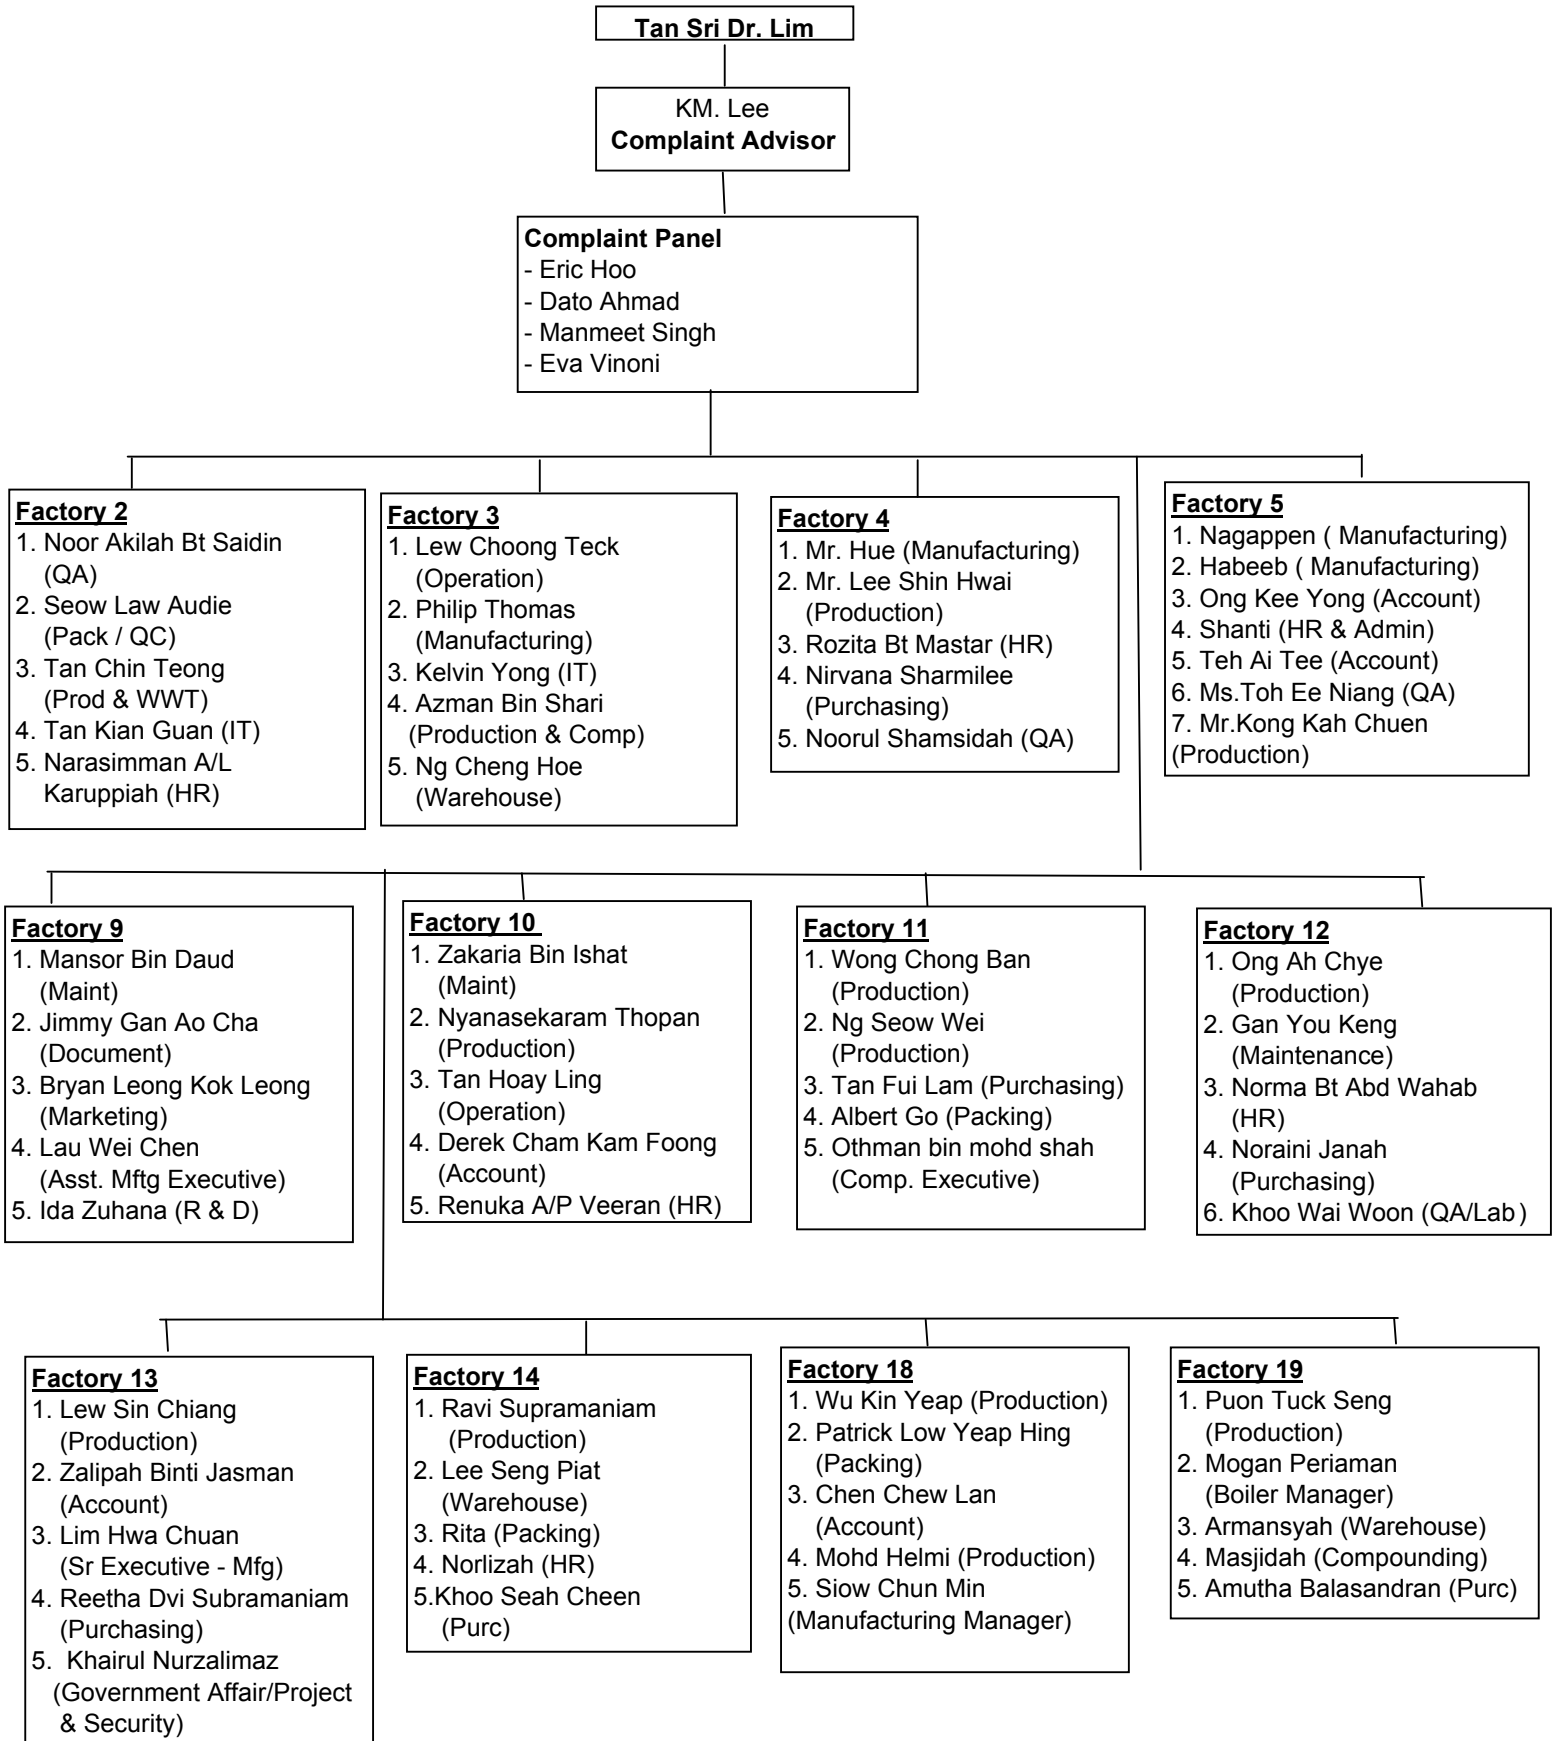 Tan Sri Dr. Lim
KM. Lee
Complaint Advisor
Complaint Panel
- Eric Hoo
- Dato Ahmad
- Manmeet Singh
- Eva Vinoni
Factory 2
1. Noor Akilah Bt Saidin
(QA)
2. Seow Law Audie
(Pack / QC)
3. Tan Chin Teong
(Prod & WWT)
4. Tan Kian Guan (IT)
5. Narasimman A/L
Karuppiah (HR)
Factory 3
1. Lew Choong Teck
(Operation)
2. Philip Thomas
(Manufacturing)
3. Kelvin Yong (IT)
4. Azman Bin Shari
(Production & Comp)
5. Ng Cheng Hoe
(Warehouse)
Factory 4
1. Mr. Hue (Manufacturing)
2. Mr. Lee Shin Hwai
(Production)
3. Rozita Bt Mastar (HR)
4. Nirvana Sharmilee
(Purchasing)
5. Noorul Shamsidah (QA)
Factory 5
1. Nagappen ( Manufacturing)
2. Habeeb ( Manufacturing)
3. Ong Kee Yong (Account)
4. Shanti (HR & Admin)
5. Teh Ai Tee (Account)
6. Ms.Toh Ee Niang (QA)
7. Mr.Kong Kah Chuen
(Production)
Factory 9
1. Mansor Bin Daud
(Maint)
2. Jimmy Gan Ao Cha
(Document)
3. Bryan Leong Kok Leong
(Marketing)
4. Lau Wei Chen
(Asst. Mftg Executive)
5. Ida Zuhana (R & D)
Factory 10
1. Zakaria Bin Ishat
(Maint)
2. Nyanasekaram Thopan
(Production)
3. Tan Hoay Ling
(Operation)
4. Derek Cham Kam Foong
(Account)
5. Renuka A/P Veeran (HR)
Factory 11
1. Wong Chong Ban
(Production)
2. Ng Seow Wei
(Production)
3. Tan Fui Lam (Purchasing)
4. Albert Go (Packing)
5. Othman bin mohd shah
(Comp. Executive)
Factory 12
1. Ong Ah Chye
(Production)
2. Gan You Keng
(Maintenance)
3. Norma Bt Abd Wahab
(HR)
4. Noraini Janah
(Purchasing)
6. Khoo Wai Woon (QA/Lab)
Factory 13
1. Lew Sin Chiang
(Production)
2. Zalipah Binti Jasman
(Account)
3. Lim Hwa Chuan
(Sr Executive - Mfg)
4. Reetha Dvi Subramaniam
(Purchasing)
5. Khairul Nurzalimaz
(Government Affair/Project
& Security)
Factory 14
1. Ravi Supramaniam
(Production)
2. Lee Seng Piat
(Warehouse)
3. Rita (Packing)
4. Norlizah (HR)
5.Khoo Seah Cheen
(Purc)
Factory 18
1. Wu Kin Yeap (Production)
2. Patrick Low Yeap Hing
(Packing)
3. Chen Chew Lan
(Account)
4. Mohd Helmi (Production)
5. Siow Chun Min
(Manufacturing Manager)
Factory 19
1. Puon Tuck Seng
(Production)
2. Mogan Periaman
(Boiler Manager)
3. Armansyah (Warehouse)
4. Masjidah (Compounding)
5. Amutha Balasandran (Purc)